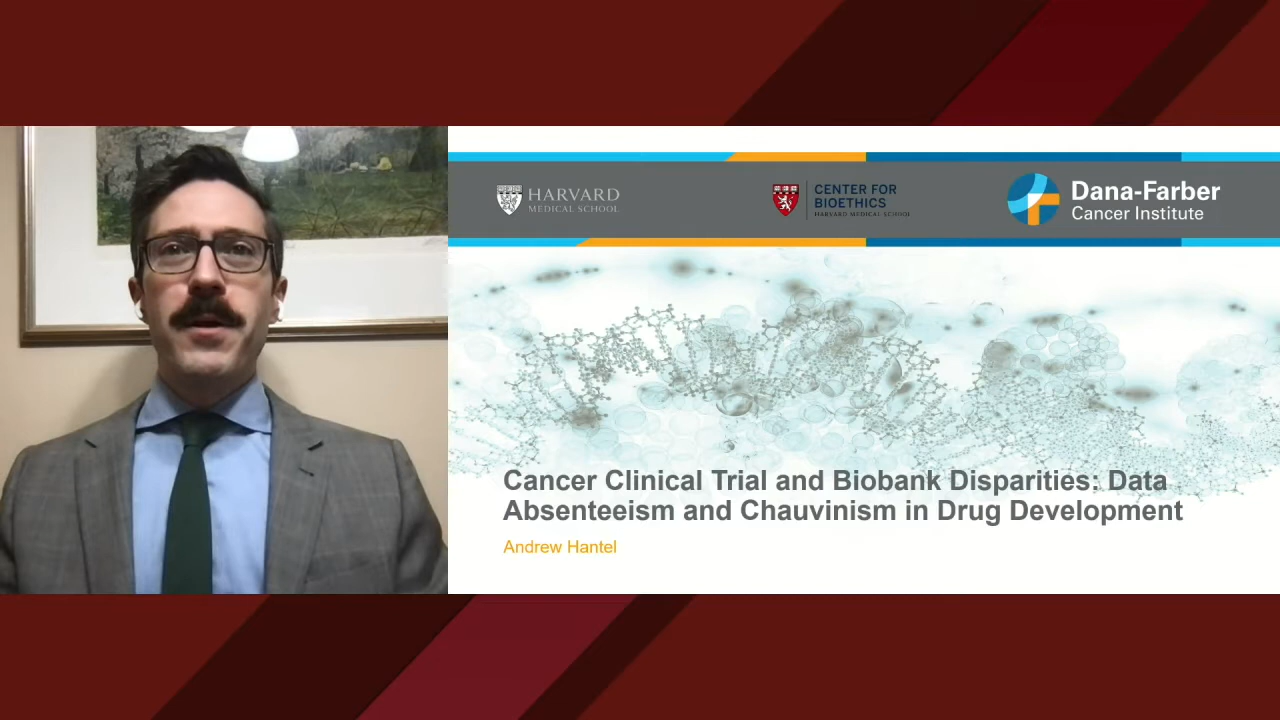 HARVARD
MEDICAL SCHOOL
CENTER FOR
BIOETHICS
HARVARD MEDICAL SCHOOL
Dana-Farber
Cancer Institute
Cancer Clinical Trial and Biobank Disparities: Data
Absenteeism and Chauvinism in Drug Development
Andrew Hantel